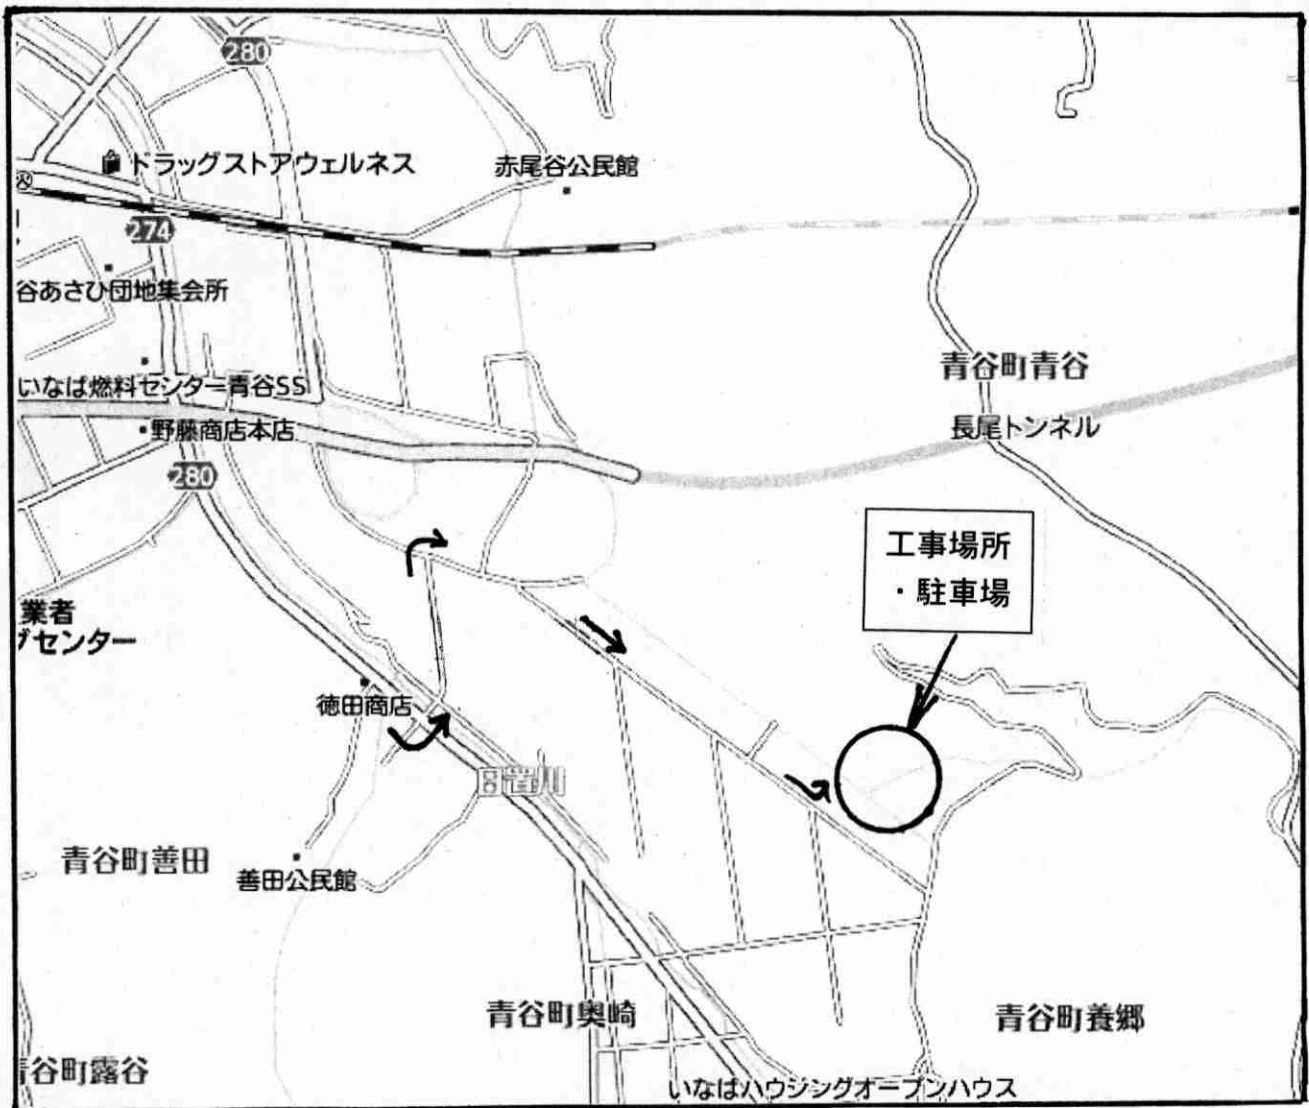 280
ドラッグストアウェルネス
赤尾谷公民館
274
谷あさひ団地集会所
青谷町青谷
いなば燃料センター青谷SS
長尾トンネル
野藤商店本店
280
工事場所
・駐車場
業者
グセンター
徳田商店
日置川
青谷町善田
善田公民館
青谷町奥崎
青谷町養郷
青谷町露谷
いなばハウジングオープンハウス